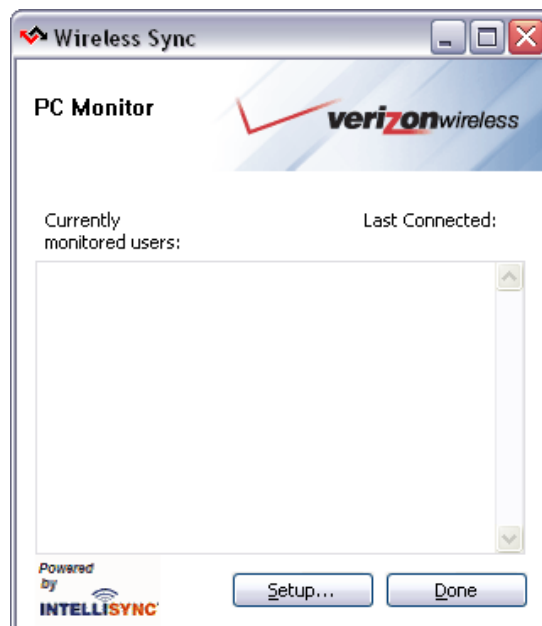 Wireless Sync
PC Monitor
verizonwireless
Currently
monitored users:
Last Connected:
Powered
by
INTELLISYNC
Setup...
Done